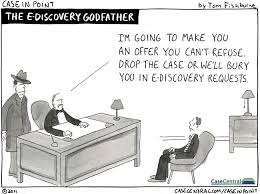 CASE IN POINT
by Tom Fishburne
THE E-DISCOVERY GODFATHER
I'M GOING TO MAKE YOU
AN OFFER YOU CAN'T REFUSE.
DROP THE CASE OR WE'LL BURY
YOU IN E-DISCOVERY REQUESTS.
CaseCentral
© 2011
CASECENTRAL.COM/CASEINPOINT